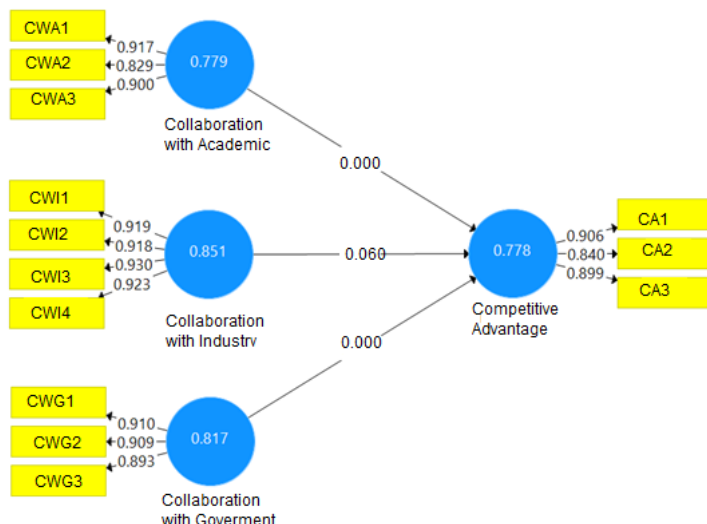 CWA1
CWA2
CWA3
0.917
0.829
0.900
0.779
Collaboration
with Academic
0.000
CWI1
CWI2
CWI3
CWI4
0.919
0.918
0.930
0.923
0.851
Collaboration
with Industry
0.060
CWG1
CWG2
CWG3
0.910
0.909
0.893
0.817
Collaboration
with Goverment
0.000
0.778
Competitive
Advantage
0.906
0.840
0.899
CA1
CA2
CA3